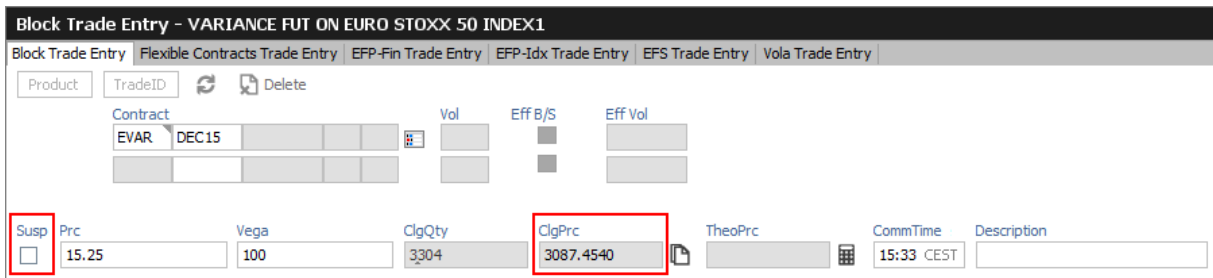 Block Trade Entry - VARIANCE FUT ON EURO STOXX 50 INDEX1
Block Trade Entry Flexible Contracts Trade Entry EFP-Fin Trade Entry EFP-Idx Trade Entry EFS Trade Entry Vola Trade Entry
Product TradeID Delete
Contract Vol Eff B/S Eff Vol
EVAR DEC15
Susp Prc Vega ClgQty ClgPrc TheoPrc CommTime Description
15.25 100 3304 3087.4540 15:33 CEST